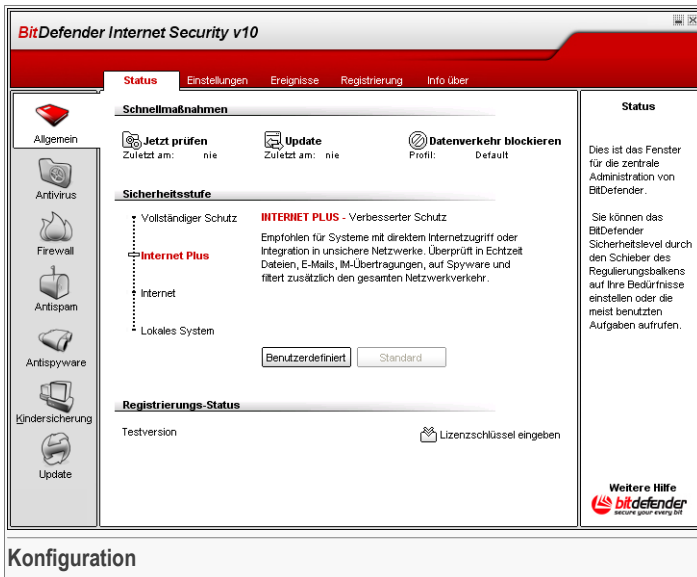 BitDefender Internet Security v10
Status Einstellungen Ereignisse Registrierung Info über
Allgemein
Antivirus
Firewall
Antispam
Antispyware
Kindersicherung
Update
Schnellmaßnahmen
Jetzt prüfen
Zuletzt am: nie
Update
Zuletzt am: nie
Datenverkehr blockieren
Profil: Default
Sicherheitsstufe
Vollständiger Schutz
Internet Plus
Internet
Lokales System
INTERNET PLUS - Verbesserter Schutz
Empfohlen für Systeme mit direktem Internetzugriff oder
Integration in unsichere Netzwerke. Überprüft in Echtzeit
Dateien, E-Mails, IM-Übertragungen, auf Spyware und
filtert zusätzlich den gesamten Netzwerkverkehr.
Benutzerdefiniert Standard
Registrierungs-Status
Testversion
Lizenzschlüssel eingeben
Status
Dies ist das Fenster
für die zentrale
Administration von
BitDefender.
Sie können das
BitDefender
Sicherheitslevel durch
den Schieber des
Regulierungsbalkens
auf Ihre Bedürfnisse
einstellen oder die
meist benutzten
Aufgaben aufrufen.
Weitere Hilfe
bitdefender
secure your every bit
Konfiguration